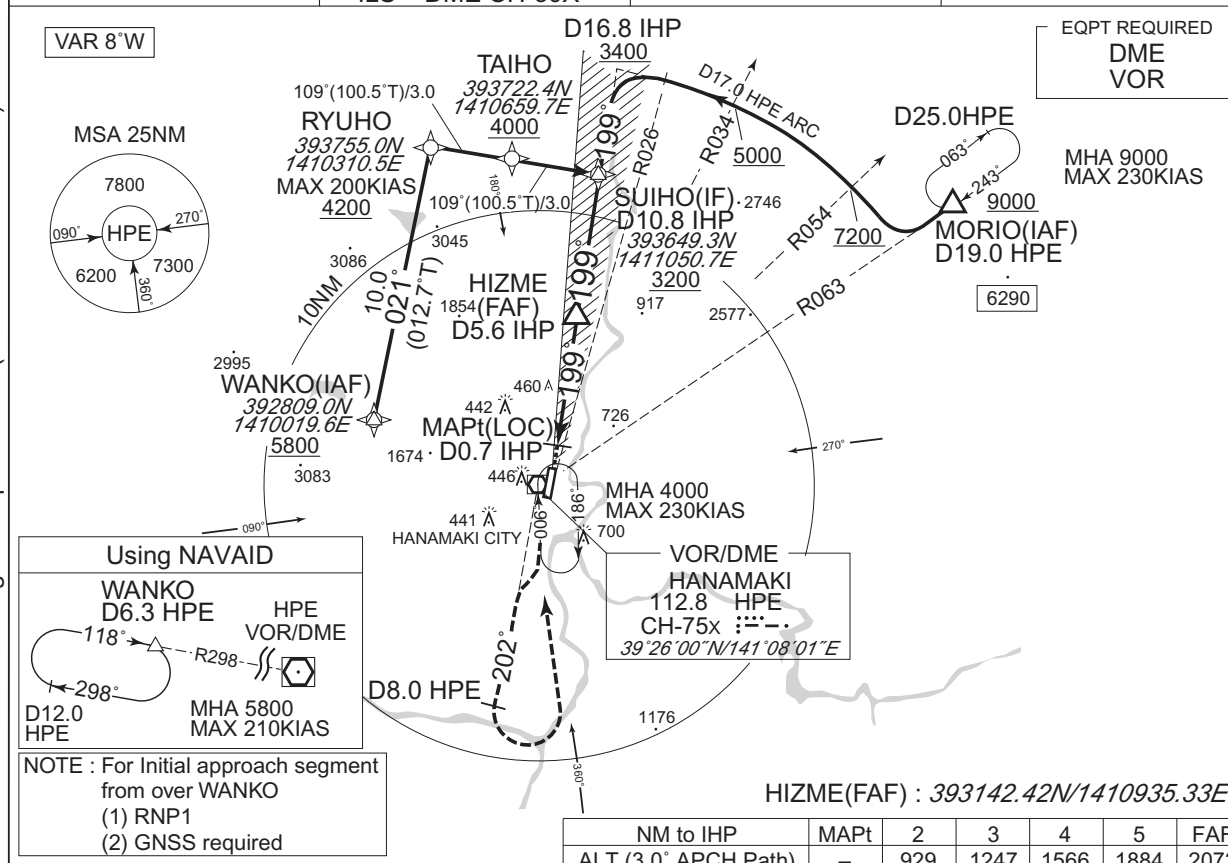 ILS - DME CH-36X
VAR 8°W
EQPT REQUIRED
DME
VOR
D16.8 IHP
3400
TAIHO
393722.4N
1410659.7E
4000
109°(100.5°T)/3.0
RYUHO
393755.0N
1410310.5E
MAX 200KIAS
4200
MSA 25NM
7800
HPE
090°
270°
6200
7300
360°
D17.0 HPE ARC
199°
R026
R034
5000
D25.0HPE
063°
243°
MHA 9000
MAX 230KIAS
9000
MORIO(IAF)
D19.0 HPE
6290
R054
7200
R063
180°
109°(100.5°T)/3.0
SUIHO(IF)
D10.8 IHP
393649.3N
1411050.7E
3200
2746
3045
3086
10NM
10.0
021°
(012.7°T)
199°
HIZME
(FAF)
D5.6 IHP
1854
917
2577
2995
WANKO(IAF)
392809.0N
1410019.6E
5800
3083
460
199°
442
MAPt(LOC)
D0.7 IHP
726
1674
446
270°
186°
MHA 4000
MAX 230KIAS
441
HANAMAKI CITY
006°
700
090°
VOR/DME
HANAMAKI
112.8 HPE
CH-75x
39°26′00″N/141°08′01″E
Using NAVAID
WANKO
D6.3 HPE
HPE
VOR/DME
118°
R298
298°
D12.0
HPE
MHA 5800
MAX 210KIAS
202°
D8.0 HPE
1176
360°
NOTE : For Initial approach segment
from over WANKO
(1) RNP1
(2) GNSS required
HIZME(FAF) : 393142.42N/1410935.33E
NM to IHP MAPt 2 3 4 5 FAF
ALT (3.0° APCH Path) – 929 1247 1566 1884